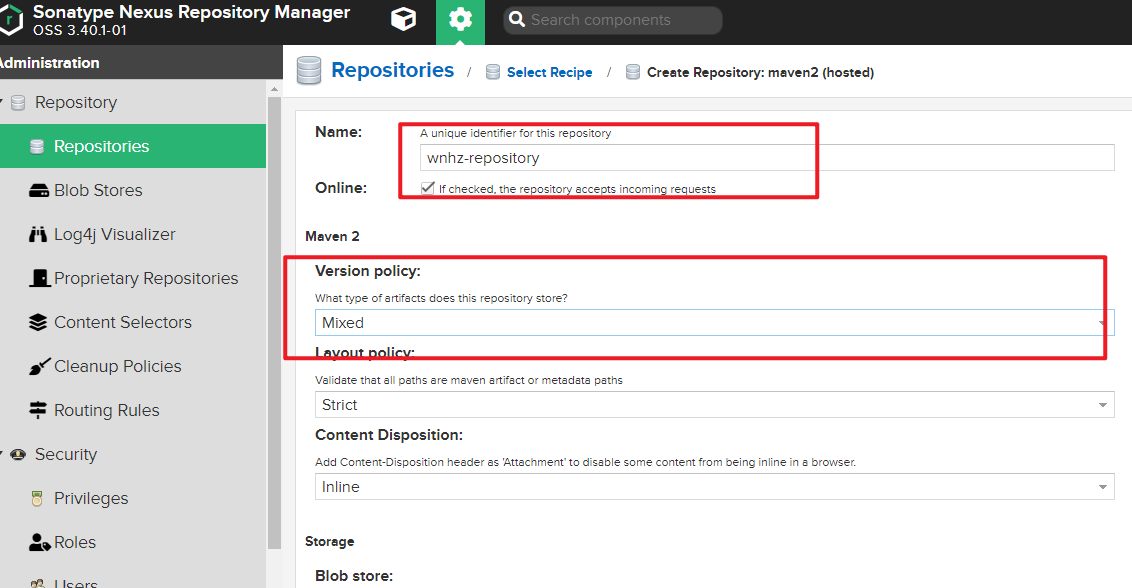 Sonatype Nexus Repository Manager
OSS 3.40.1-01
Search components
Administration
Repositories / Select Recipe / Create Repository: maven2 (hosted)
Repository
Repositories
Blob Stores
Log4j Visualizer
Proprietary Repositories
Content Selectors
Cleanup Policies
Routing Rules
Security
Privileges
Roles
Users
Name:
A unique identifier for this repository
wnhz-repository
Online:
If checked, the repository accepts incoming requests
Maven 2
Version policy:
What type of artifacts does this repository store?
Mixed
Layout policy:
Validate that all paths are maven artifact or metadata paths
Strict
Content Disposition:
Add Content-Disposition header as 'Attachment' to disable some content from being inline in a browser.
Inline
Storage
Blob store: